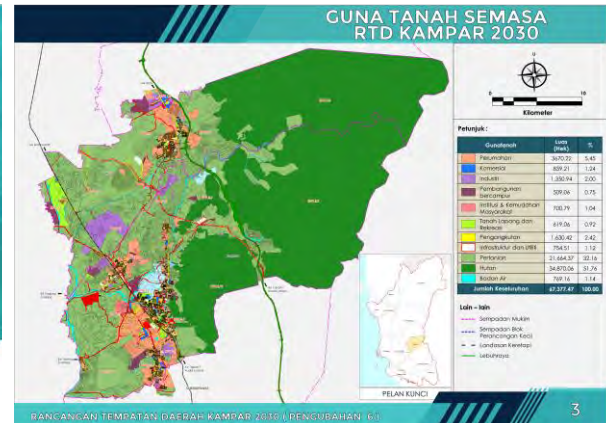 GUNA TANAH SEMASA
RTD KAMPAR 2030
Kilometer
Petunjuk :
Gunatanah Luas (Hek) %
Perumahan 3670.22 5.45
Komersial 839.21 1.24
Industri 1,350.94 2.00
Pembangunan Bercampur 509.06 0.75
Institusi & Kemudahan Masyarakat 700.79 1.04
Tanah Lapang dan Rekreasi 619.06 0.92
Pengangkutan 1,630.42 2.42
Infrastruktur dan Utiliti 754.51 1.12
Pertanian 21,664.37 32.16
Hutan 34,870.06 51.76
Badan Air 769.16 1.14
Jumlah Keseluruhan 67,377.47 100.00
Lain - lain
Sempadan Mukim
Sempadan Blok Perancangan Kecil
Landasan Keretapi
Lebuhraya
PELAN KUNCI
RANCANGAN TEMPATAN DAERAH KAMPAR 2030 ( PENGUBAHAN 6 )
3